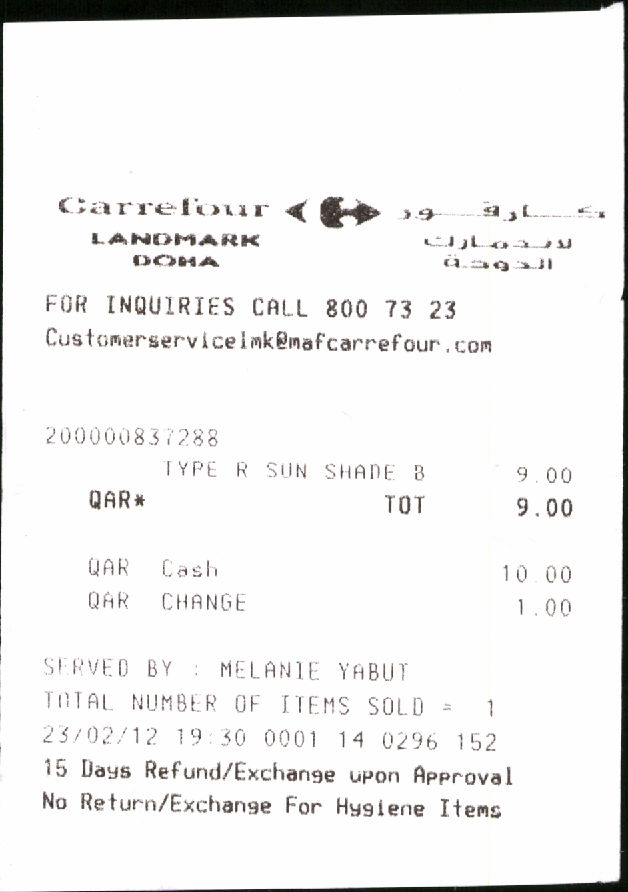 Carrefour كارفور
LANDMARK لاندمارك
DOHA الدوحة
FOR INQUIRIES CALL 800 73 23
Customerservicelmk@mafcarrefour.com
200000837288
TYPE R SUN SHADE B 9.00
QAR* TOT 9.00
QAR Cash 10.00
QAR CHANGE 1.00
SERVED BY : MELANIE YABUT
TOTAL NUMBER OF ITEMS SOLD = 1
23/02/12 19:30 0001 14 0296 152
15 Days Refund/Exchange upon Approval
No Return/Exchange For Hygiene Items